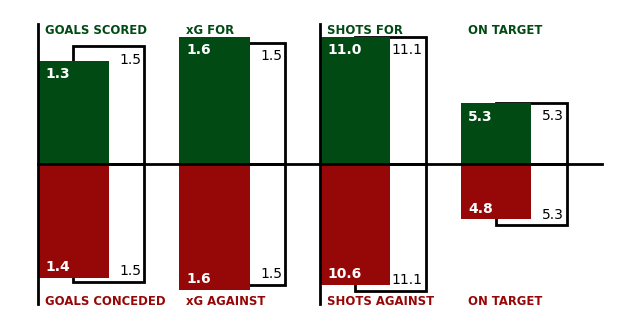 GOALS SCORED xG FOR SHOTS FOR ON TARGET
1.3 1.5 1.6 1.5 11.0 11.1 5.3 5.3
1.4 1.5 1.6 1.5 10.6 11.1 4.8 5.3
GOALS CONCEDED xG AGAINST SHOTS AGAINST ON TARGET